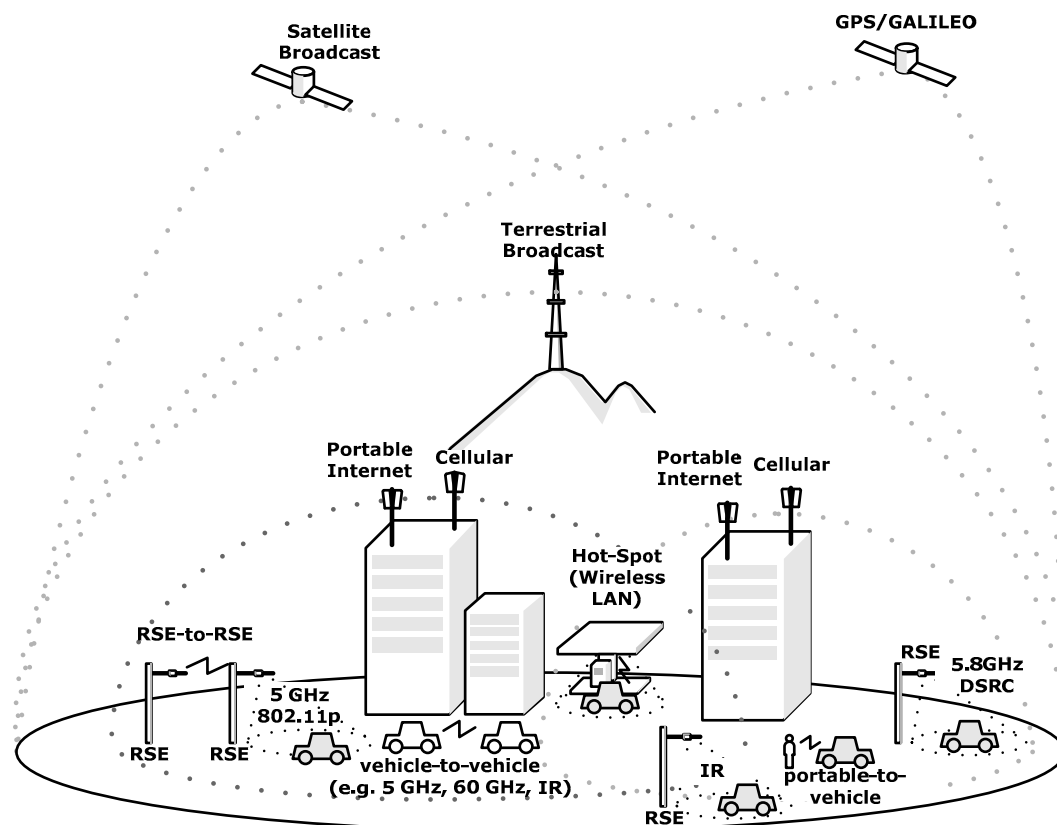 Satellite
Broadcast
GPS/GALILEO
Terrestrial
Broadcast
Portable
Internet
Cellular
Portable
Internet
Cellular
Hot-Spot
(Wireless
LAN)
RSE-to-RSE
RSE
5.8GHz
DSRC
5 GHz
802.11p
RSE
RSE
vehicle-to-vehicle
(e.g. 5 GHz, 60 GHz, IR)
IR
portable-to-
vehicle
RSE